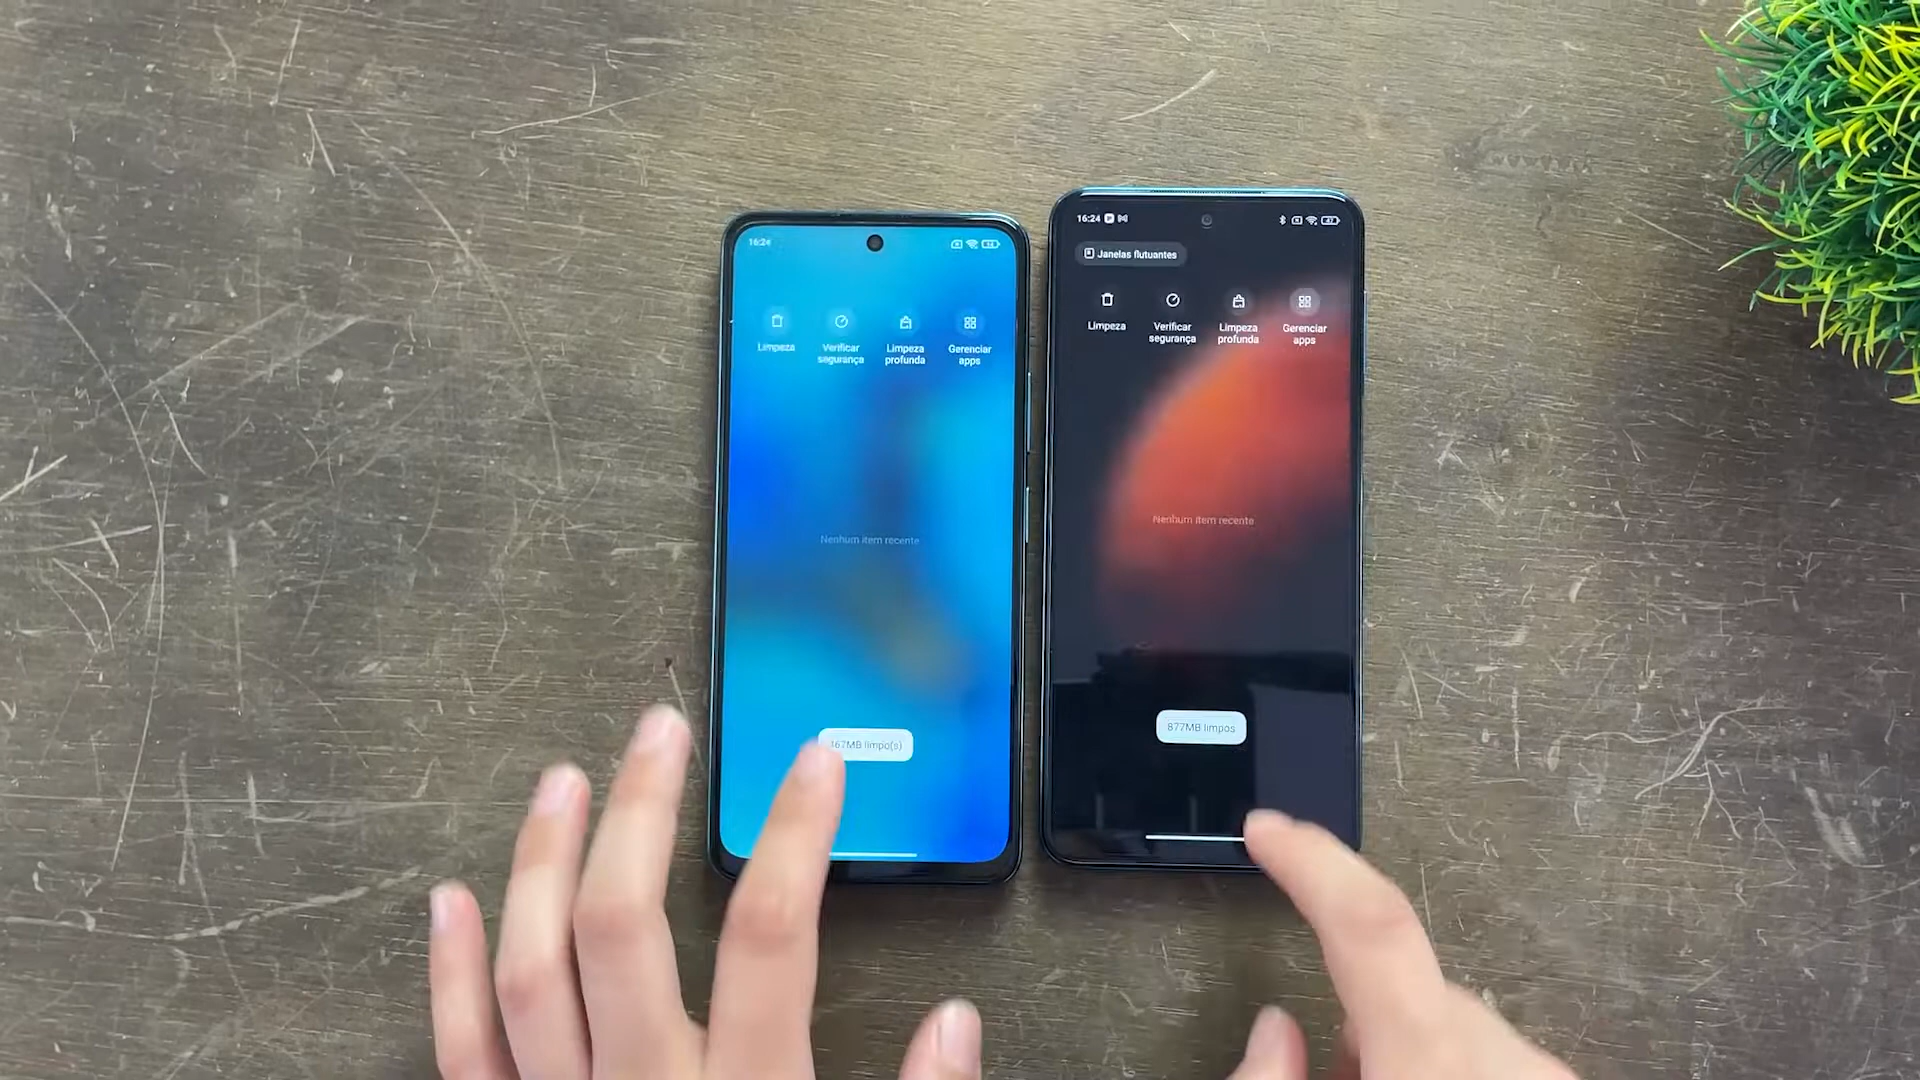 16:24
Limpeza
Verificar
segurança
Limpeza
profunda
Gerenciar
apps
Nenhum item recente
limpo(s)
16:24
Janelas flutuantes
Limpeza
Verificar
segurança
Limpeza
profunda
Gerenciar
apps
Nenhum item recente
877MB limpos